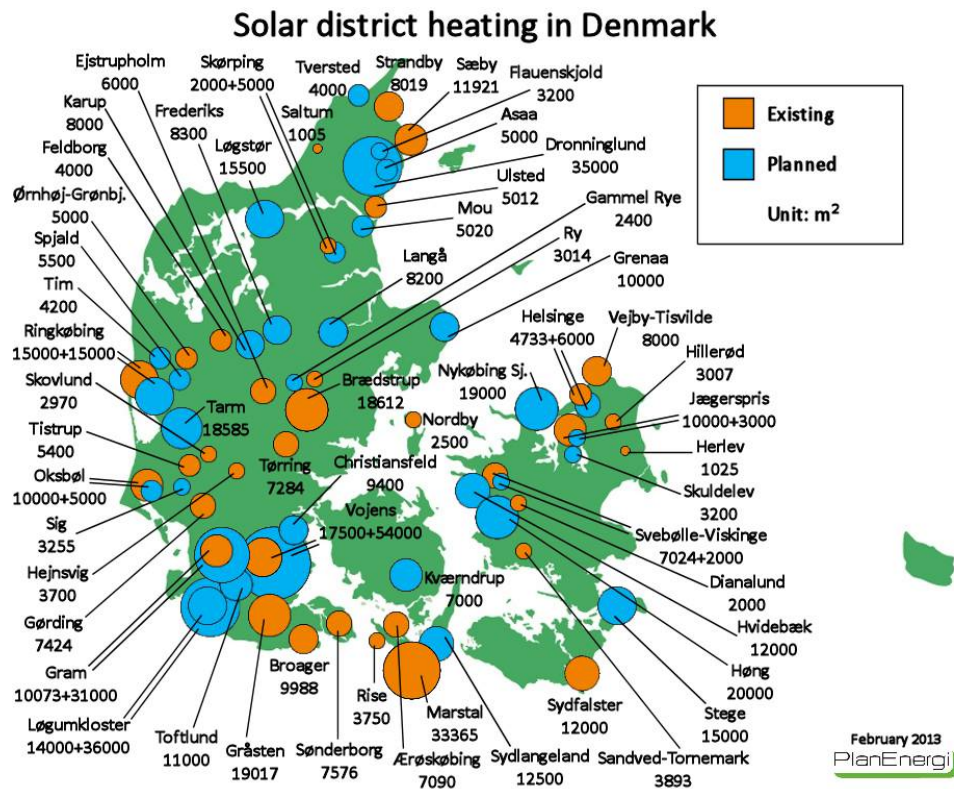 Solar district heating in Denmark
Ejstrupholm
6000
Skørping
2000+5000
Tversted
4000
Strandby
8019
Sæby
11921
Flauenskjold
3200
Karup
8000
Frederiks
8300
Saltum
1005
Asaa
5000
Feldborg
4000
Løgstør
15500
Dronninglund
35000
Ørnhøj-Grønbj.
5000
Ulsted
5012
Spjald
5500
Mou
5020
Gammel Rye
2400
Tim
4200
Langå
8200
Ry
3014
Grenaa
10000
Ringkøbing
15000+15000
Helsinge
4733+6000
Vejby-Tisvilde
8000
Skovlund
2970
Brædstrup
18612
Nykøbing Sj.
19000
Hillerød
3007
Tarm
18585
Nordby
2500
Jægerspris
10000+3000
Tistrup
5400
Tørring
7284
Christiansfeld
9400
Herlev
1025
Oksbøl
10000+5000
Skuldelev
3200
Sig
3255
Vojens
17500+54000
Svebølle-Viskinge
7024+2000
Hejnsvig
3700
Kværndrup
7000
Dianalund
2000
Gørding
7424
Hvidebæk
12000
Gram
10073+31000
Broager
9988
Rise
3750
Marstal
33365
Sydfalster
12000
Høng
20000
Løgumkloster
14000+36000
Toftlund
11000
Gråsten
19017
Sønderborg
7576
Ærøskøbing
7090
Sydlangeland
12500
Sandved-Tornemark
3893
Stege
15000
Existing
Planned
Unit: m²
February 2013
PlanEnergi